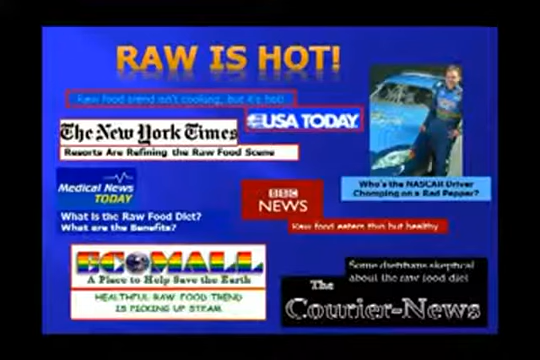 RAW IS HOT!
Raw food trend isn't cooking, but it's hot!
USA TODAY.
The New York Times
Resorts Are Refining the Raw Food Scene
Medical News
TODAY
What is the Raw Food Diet?
What are the Benefits?
BBC
NEWS
Raw food eaters thin but healthy
Who's the NASCAR Driver
Chomping on a Red Pepper?
ECOMALL
A Place to Help Save the Earth
HEALTHFUL RAW FOOD TREND
IS PICKING UP STEAM
Some dietitians skeptical
about the raw food diet
The
Courier-News